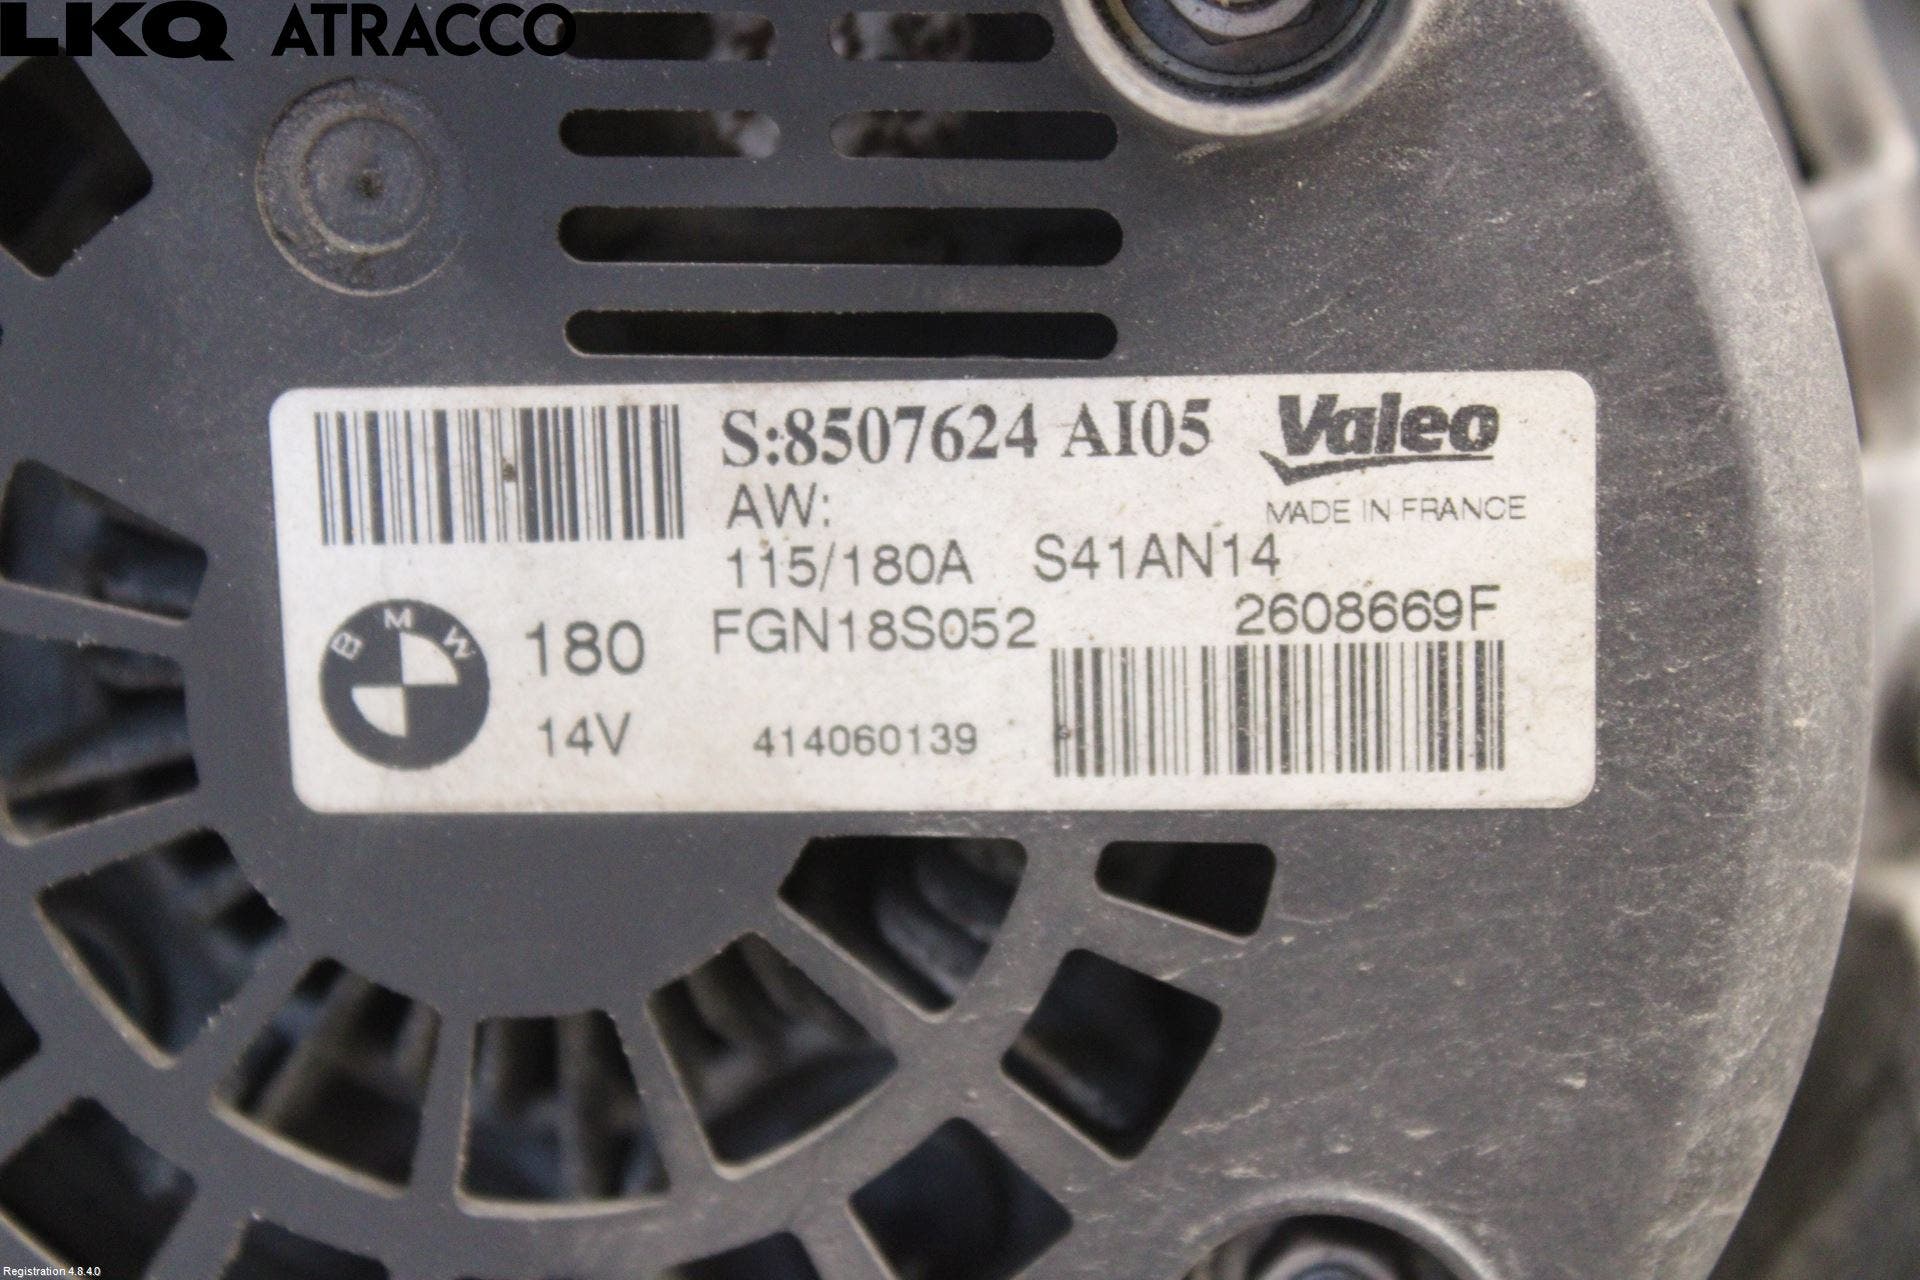 LKQ ATRACCO
S:8507624 AI05 Valeo
AW:
MADE IN FRANCE
115/180A S41AN14
BMW 180 FGN18S052 2608669F
14V 414060139
Registration 4.8.4.0